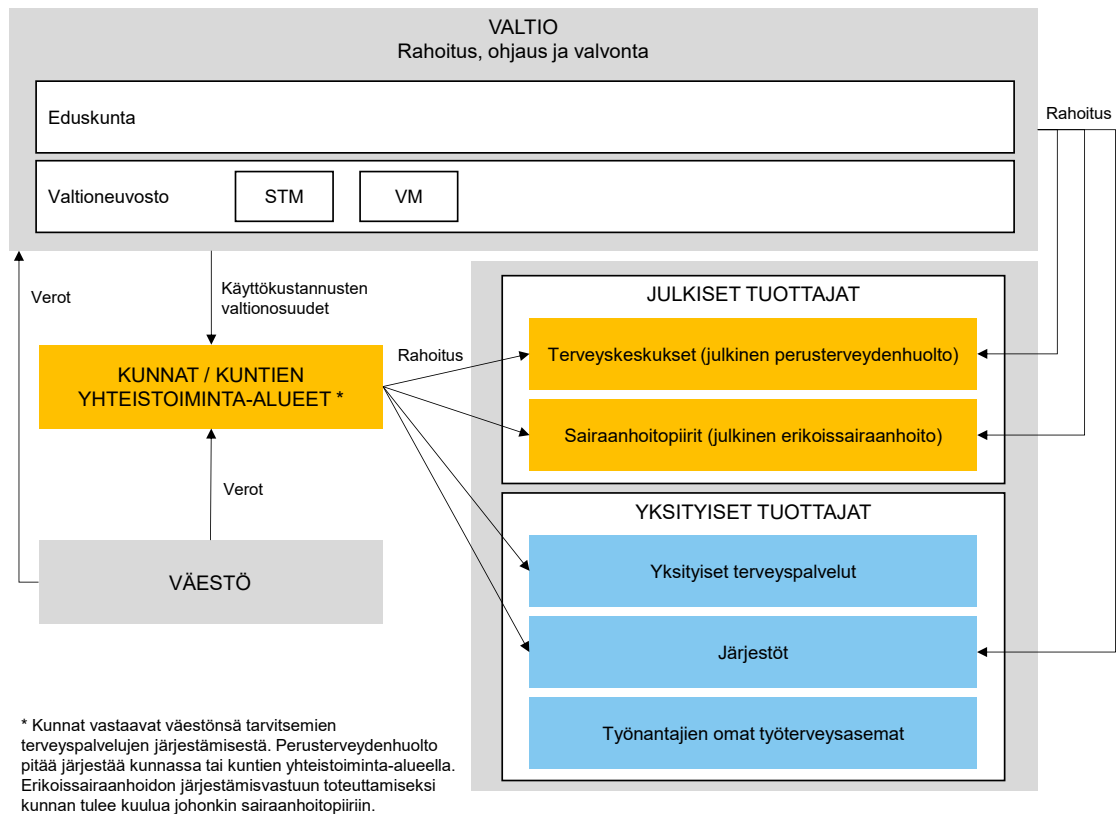 VALTIO
Rahoitus, ohjaus ja valvonta
Eduskunta
Rahoitus
Valtioneuvosto
STM
VM
Verot
Käyttökustannusten
valtionosuudet
JULKISET TUOTTAJAT
Terveyskeskukset (julkinen perusterveydenhuolto)
Rahoitus
KUNNAT / KUNTIEN
YHTEISTOIMINTA-ALUEET *
Sairaanhoitopiirit (julkinen erikoissairaanhoito)
Verot
YKSITYISET TUOTTAJAT
Yksityiset terveyspalvelut
VÄESTÖ
Järjestöt
Työnantajien omat työterveysasemat
* Kunnat vastaavat väestönsä tarvitsemien
terveyspalvelujen järjestämisestä. Perusterveydenhuolto
pitää järjestää kunnassa tai kuntien yhteistoiminta-alueella.
Erikoissairaanhoidon järjestämisvastuun toteuttamiseksi
kunnan tulee kuulua johonkin sairaanhoitopiiriin.